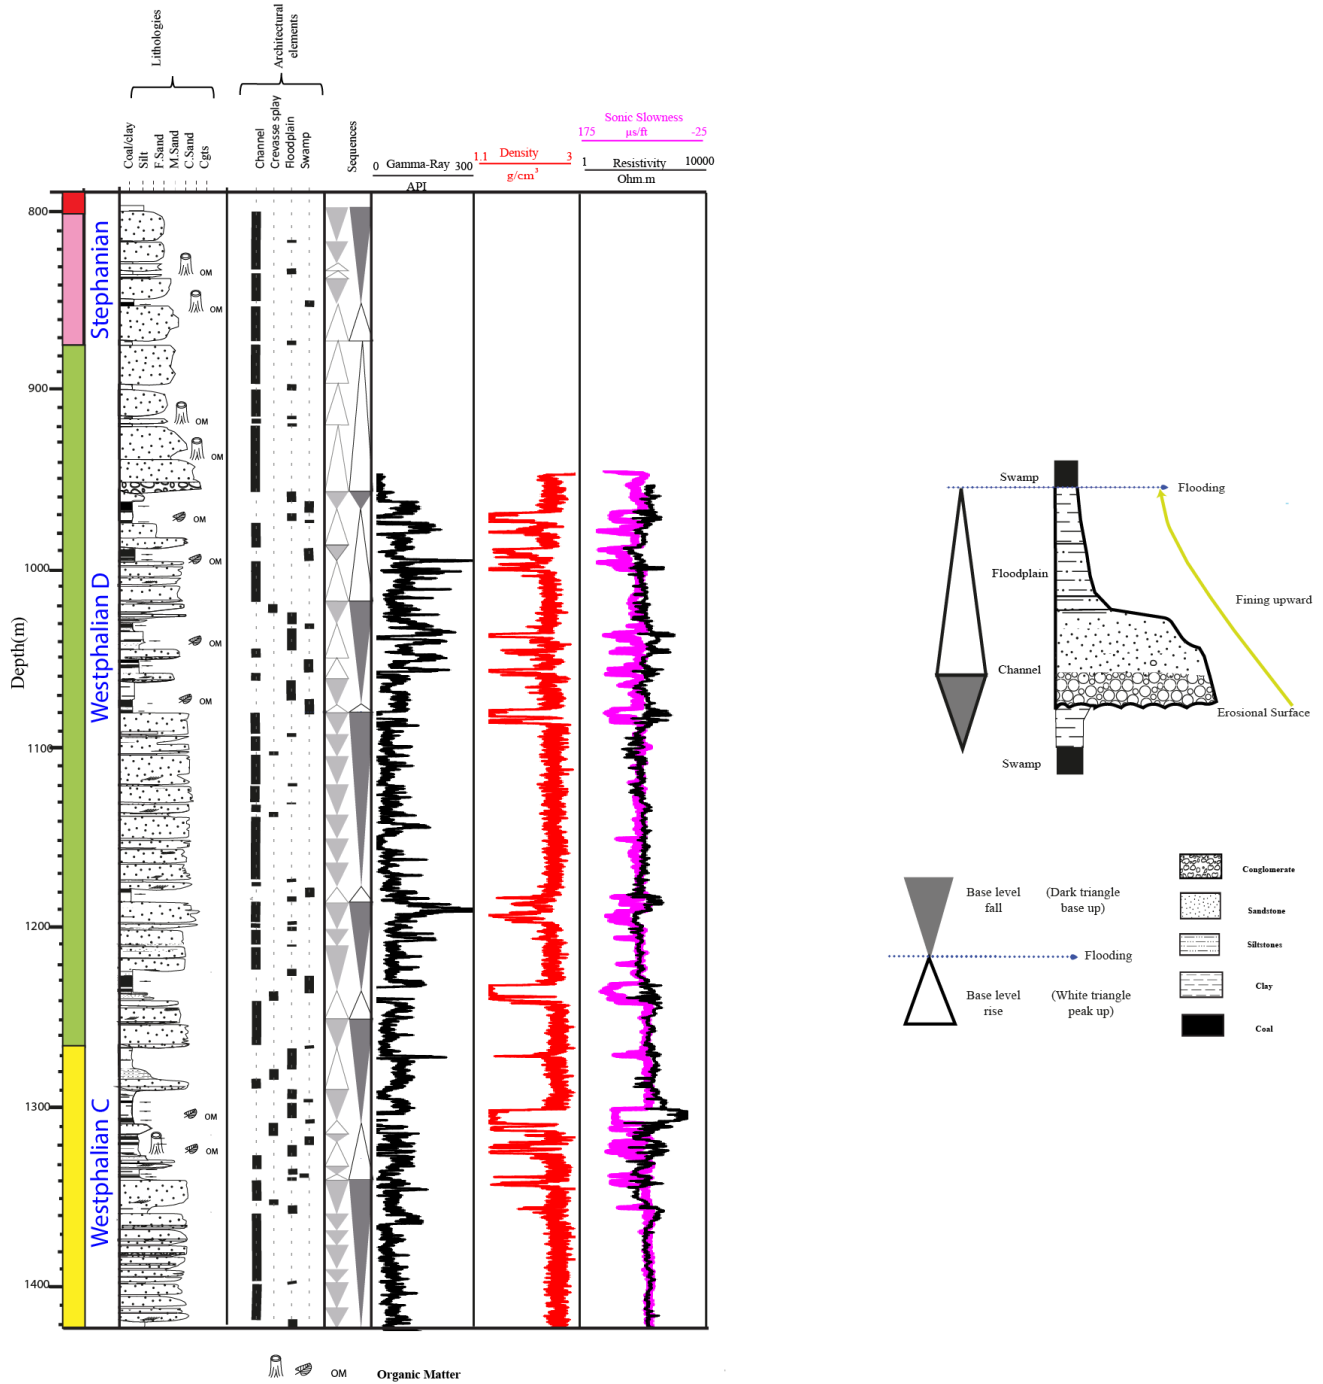 Lithologies
Architectural
elements
Coal/clay
Silt
F.Sand
M.Sand
C.Sand
Cgts
Channel
Crevasse splay
Floodplain
Swamp
Sequences
0 Gamma-Ray 300
API
1.1 Density 3
g/cm³
Sonic Slowness
175 µs/ft -25
1 Resistivity 10000
Ohm.m
Depth(m)
800
900
1000
1100
1200
1300
1400
Stephanian
Westphalian D
Westphalian C
OM
OM
OM
OM
OM
OM
OM
OM
OM
OM
Swamp
Flooding
Floodplain
Fining upward
Channel
Erosional Surface
Swamp
Base level
fall
(Dark triangle
base up)
Flooding
Base level
rise
(White triangle
peak up)
Conglomerate
Sandstone
Siltstones
Clay
Coal
OM Organic Matter